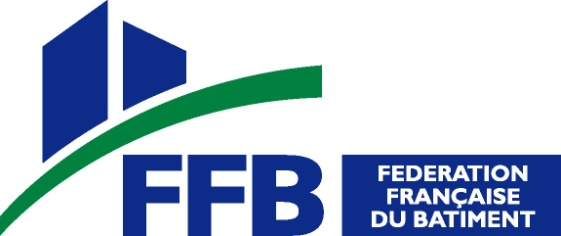 FFB
FEDERATION
FRANÇAISE
DU BATIMENT